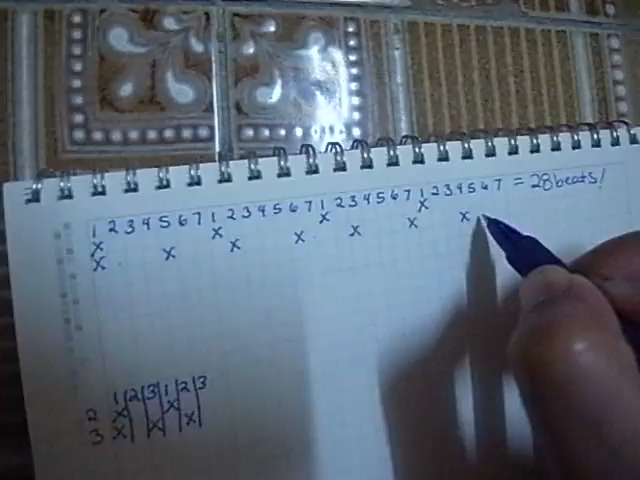 1 2 3 4 5 6 7 1 2 3 4 5 6 7 1 2 3 4 5 6 7 1 2 3 4 5 6 7 = 28 beats!
x x x x
x x x x x x x
1 2 3 1 2 3
2 x x
3 x x x